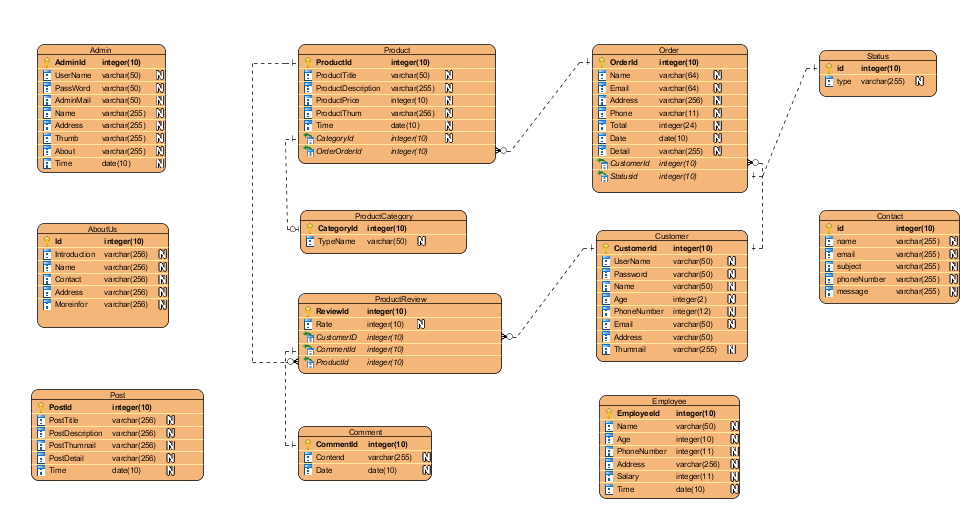 Admin
AdminId integer(10)
UserName varchar(50) N
PassWord varchar(50) N
AdminMail varchar(50) N
Name varchar(255) N
Address varchar(255) N
Thumb varchar(255) N
About varchar(255) N
Time date(10) N
Product
ProductId integer(10)
ProductTitle varchar(50) N
ProductDescription varchar(255) N
ProductPrice integer(10) N
ProductThum varchar(256) N
Time date(10) N
CategoryId integer(10) N
OrderOrderId integer(10)
Order
OrderId integer(10)
Name varchar(64) N
Email varchar(64) N
Address varchar(256) N
Phone varchar(11) N
Total integer(24) N
Date date(10) N
Detail varchar(255) N
CustomerId integer(10)
Statusid integer(10)
Status
id integer(10)
type varchar(255) N
AboutUs
Id integer(10)
Introduction varchar(256) N
Name varchar(256) N
Contact varchar(256) N
Address varchar(256) N
Moreinfor varchar(256) N
ProductCategory
CategoryId integer(10)
TypeName varchar(50) N
Customer
CustomerId integer(10)
UserName varchar(50) N
Password varchar(50) N
Name varchar(50) N
Age integer(2) N
PhoneNumber integer(12) N
Email varchar(50) N
Address varchar(50)
Thumnail varchar(255) N
Contact
id integer(10)
name varchar(255) N
email varchar(255) N
subject varchar(255) N
phoneNumber varchar(255) N
message varchar(255) N
ProductReview
ReviewId integer(10)
Rate integer(10) N
CustomerID integer(10)
CommentId integer(10)
ProductId integer(10)
Post
PostId integer(10)
PostTitle varchar(256) N
PostDescription varchar(256) N
PostThumnail varchar(256) N
PostDetail varchar(256) N
Time date(10) N
Comment
CommentId integer(10)
Contend varchar(255) N
Date date(10) N
Employee
EmployeeId integer(10)
Name varchar(50) N
Age integer(10) N
PhoneNumber integer(11) N
Address varchar(256) N
Salary integer(11) N
Time date(10) N